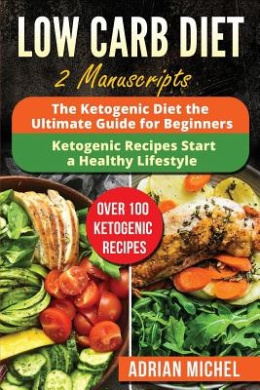 LOW CARB DIET
2 Manuscripts
The Ketogenic Diet the
Ultimate Guide for Beginners
Ketogenic Recipes Start
a Healthy Lifestyle
OVER 100
KETOGENIC
RECIPES
ADRIAN MICHEL